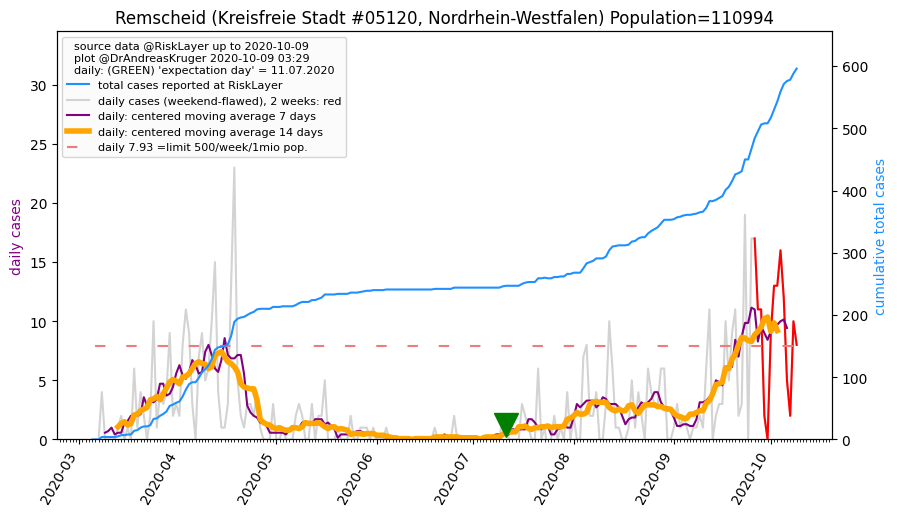 Remscheid (Kreisfreie Stadt #05120, Nordrhein-Westfalen) Population=110994
source data @RiskLayer up to 2020-10-09
plot @DrAndreasKruger 2020-10-09 03:29
daily: (GREEN) 'expectation day' = 11.07.2020
total cases reported at RiskLayer
daily cases (weekend-flawed), 2 weeks: red
daily: centered moving average 7 days
daily: centered moving average 14 days
daily 7.93 =limit 500/week/1mio pop.
daily cases
30
25
20
15
10
5
0
cumulative total cases
600
500
400
300
200
100
0
2020-03
2020-04
2020-05
2020-06
2020-07
2020-08
2020-09
2020-10